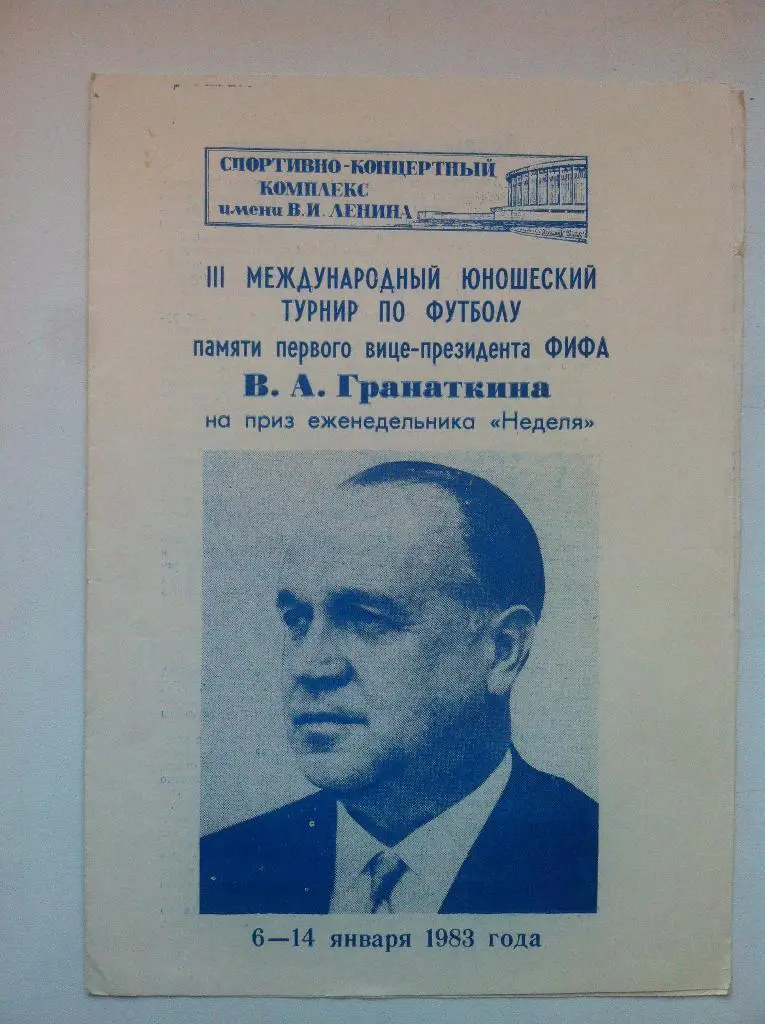 СПОРТИВНО-КОНЦЕРТНЫЙ
КОМПЛЕКС
имени В.И. ЛЕНИНА
III МЕЖДУНАРОДНЫЙ ЮНОШЕСКИЙ
ТУРНИР ПО ФУТБОЛУ
памяти первого вице-президента ФИФА
В. А. Гранаткина
на приз еженедельника «Неделя»
6—14 января 1983 года